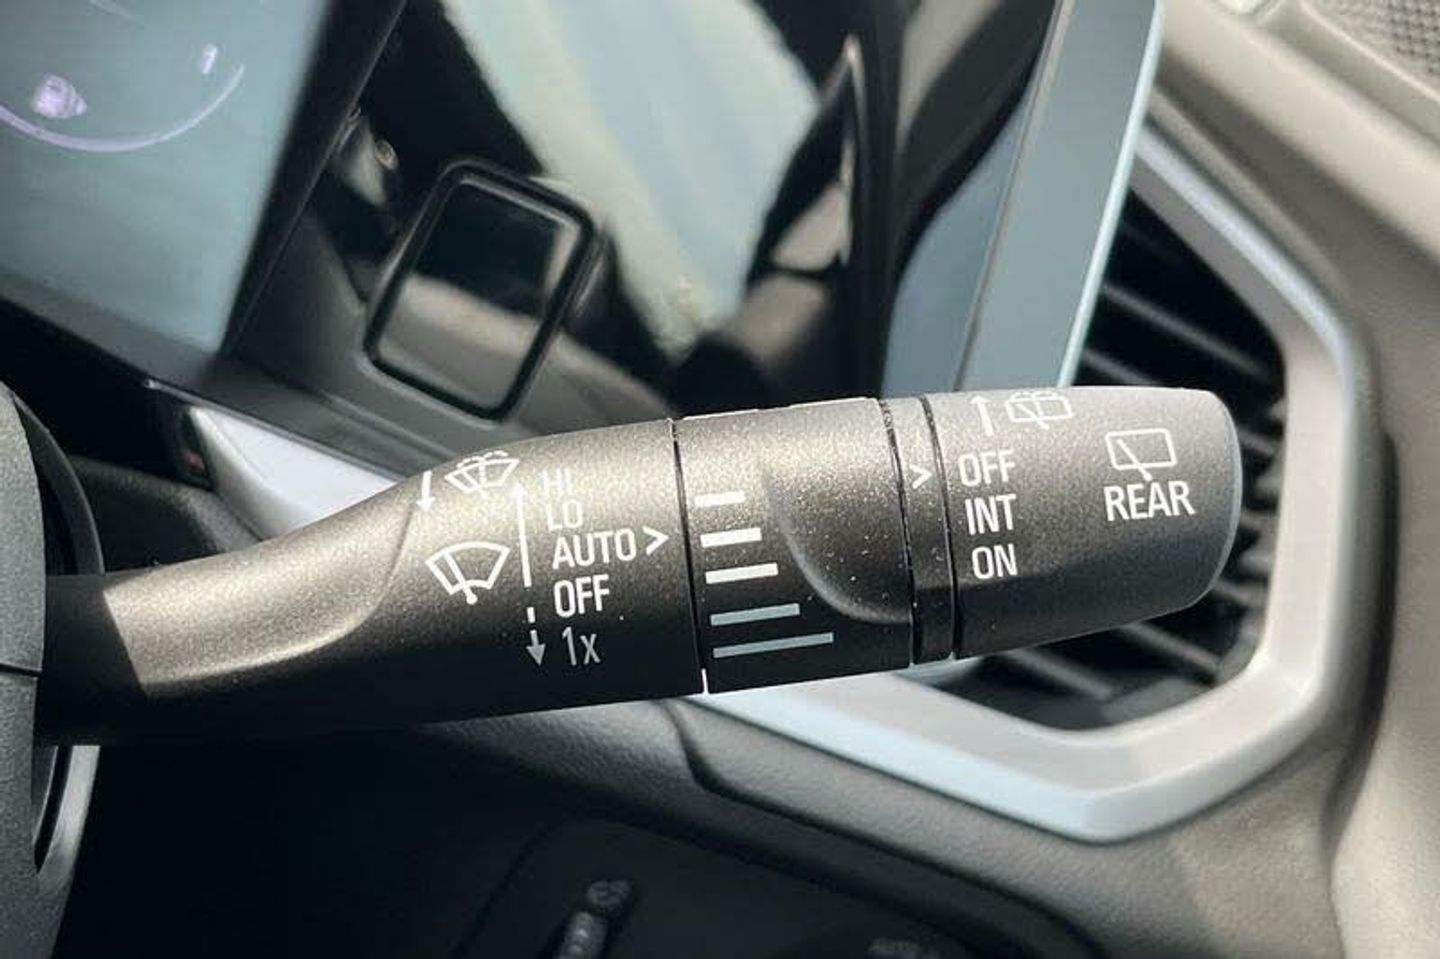 HI
LO
AUTO >
OFF
1x
> OFF
INT
ON
REAR